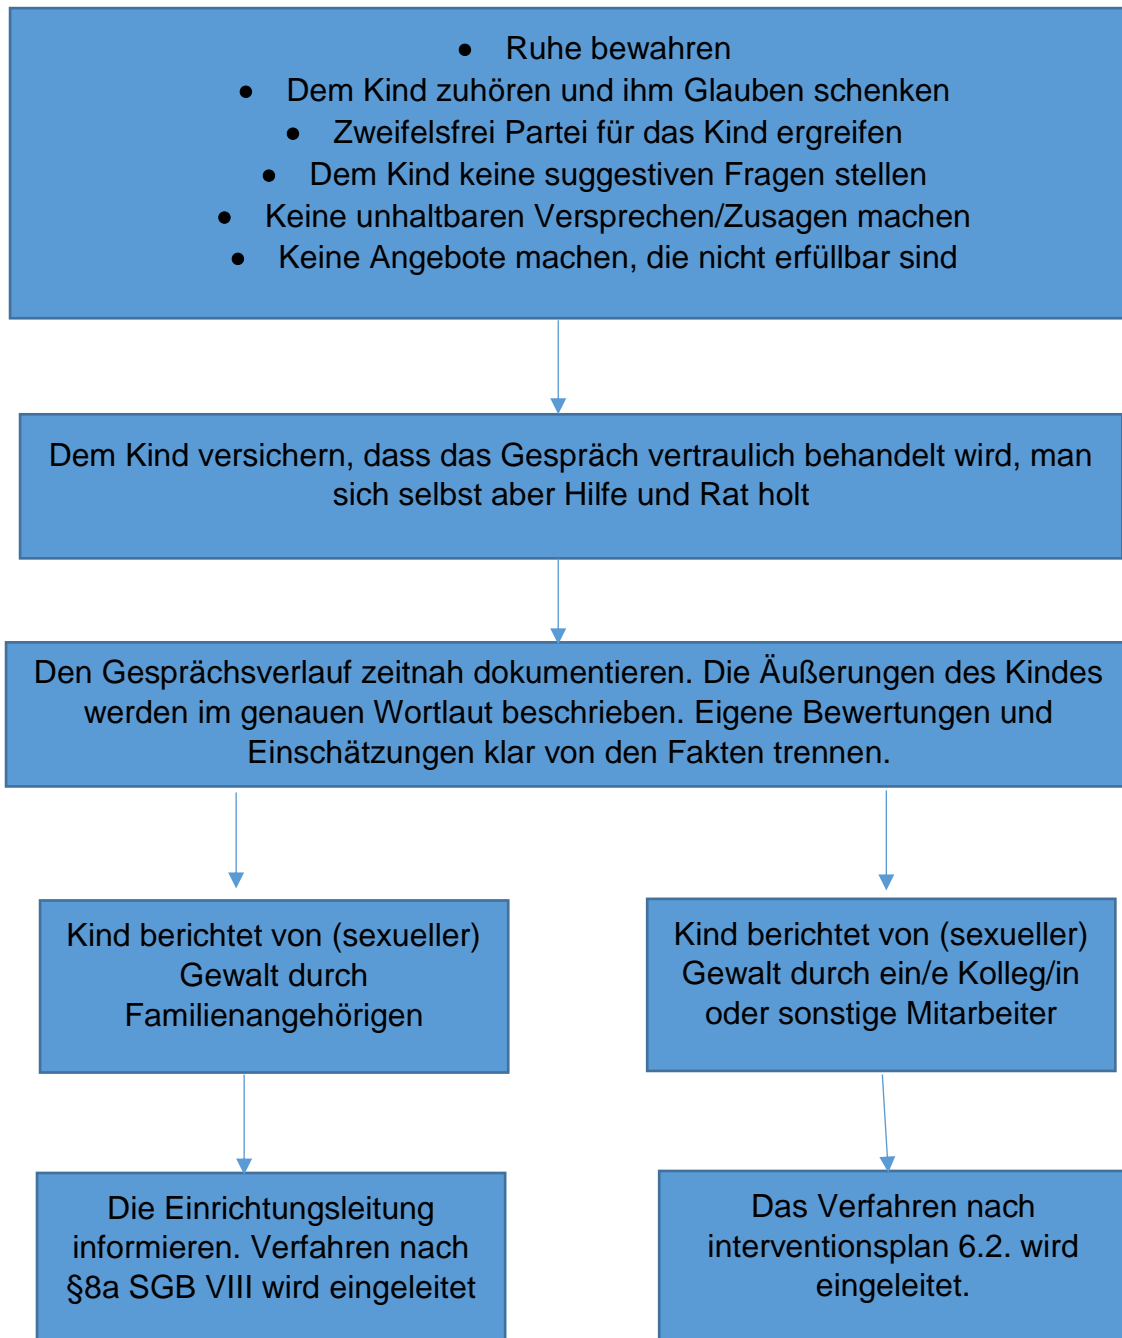 • Ruhe bewahren
• Dem Kind zuhören und ihm Glauben schenken
• Zweifelsfrei Partei für das Kind ergreifen
• Dem Kind keine suggestiven Fragen stellen
• Keine unhaltbaren Versprechen/Zusagen machen
• Keine Angebote machen, die nicht erfüllbar sind
Dem Kind versichern, dass das Gespräch vertraulich behandelt wird, man
sich selbst aber Hilfe und Rat holt
Den Gesprächsverlauf zeitnah dokumentieren. Die Äußerungen des Kindes
werden im genauen Wortlaut beschrieben. Eigene Bewertungen und
Einschätzungen klar von den Fakten trennen.
Kind berichtet von (sexueller)
Gewalt durch
Familienangehörigen
Kind berichtet von (sexueller)
Gewalt durch ein/e Kolleg/in
oder sonstige Mitarbeiter
Die Einrichtungsleitung
informieren. Verfahren nach
§8a SGB VIII wird eingeleitet
Das Verfahren nach
interventionsplan 6.2. wird
eingeleitet.